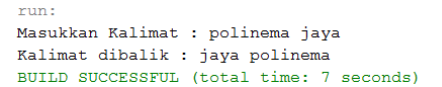 run:
Masukkan Kalimat : polinema jaya
Kalimat dibalik : jaya polinema
BUILD SUCCESSFUL (total time: 7 seconds)